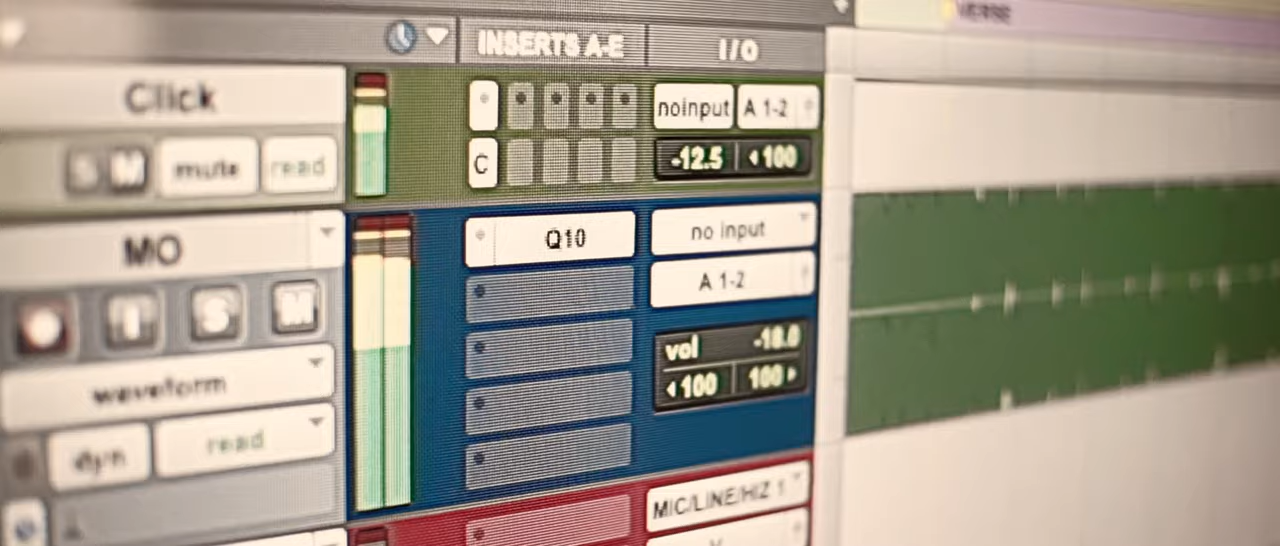 VERSE
INSERTS A-E
I/O
Click
noinput
A 1-2
S
M
mute
read
C
-12.5
100
MO
Q10
no input
A 1-2
I
S
M
vol
-18.0
100
100
waveform
dyn
read
MIC/LINE/HIZ 1